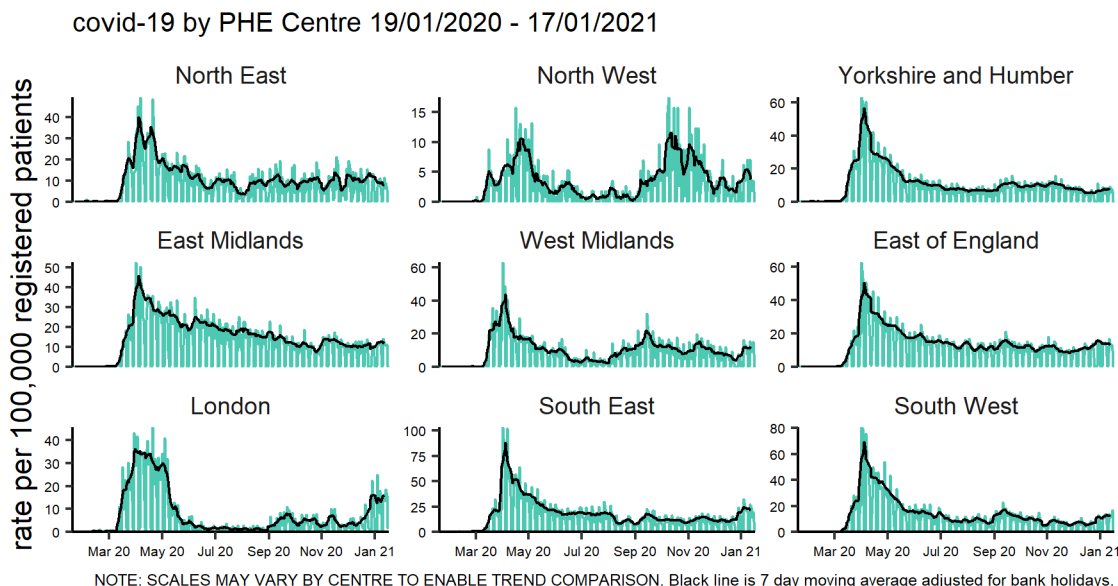 covid-19 by PHE Centre 19/01/2020 - 17/01/2021
rate per 100,000 registered patients
North East
40
30
20
10
0
North West
15
10
5
0
Yorkshire and Humber
60
40
20
0
East Midlands
50
40
30
20
10
0
West Midlands
60
40
20
0
East of England
60
40
20
0
London
40
30
20
10
0
Mar 20 May 20 Jul 20 Sep 20 Nov 20 Jan 21
South East
100
75
50
25
0
Mar 20 May 20 Jul 20 Sep 20 Nov 20 Jan 21
South West
80
60
40
20
0
Mar 20 May 20 Jul 20 Sep 20 Nov 20 Jan 21
NOTE: SCALES MAY VARY BY CENTRE TO ENABLE TREND COMPARISON. Black line is 7 day moving average adjusted for bank holidays.